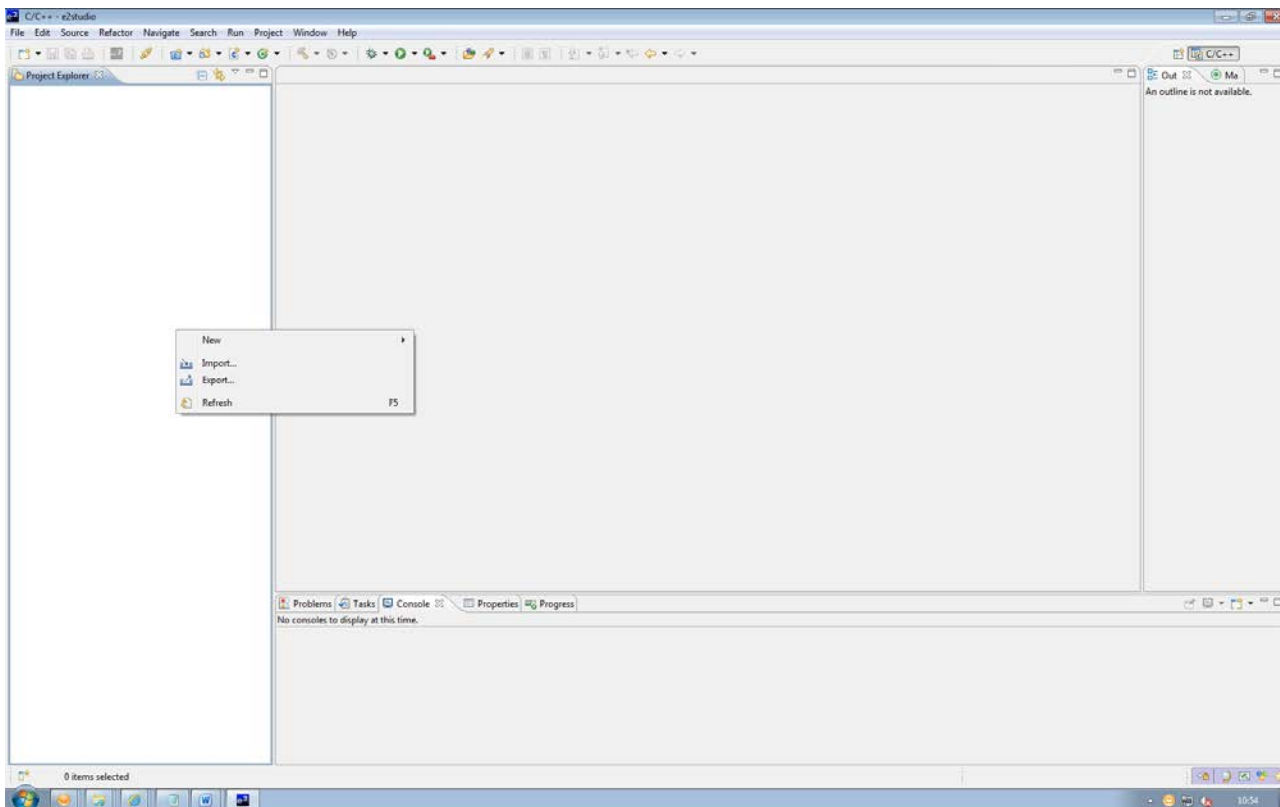 C/C++ - e2studio
File Edit Source Refactor Navigate Search Run Project Window Help
C/C++
Project Explorer
Out Ma
An outline is not available.
New
Import...
Export...
Refresh F5
Problems Tasks Console Properties Progress
No consoles to display at this time.
0 items selected
10:54